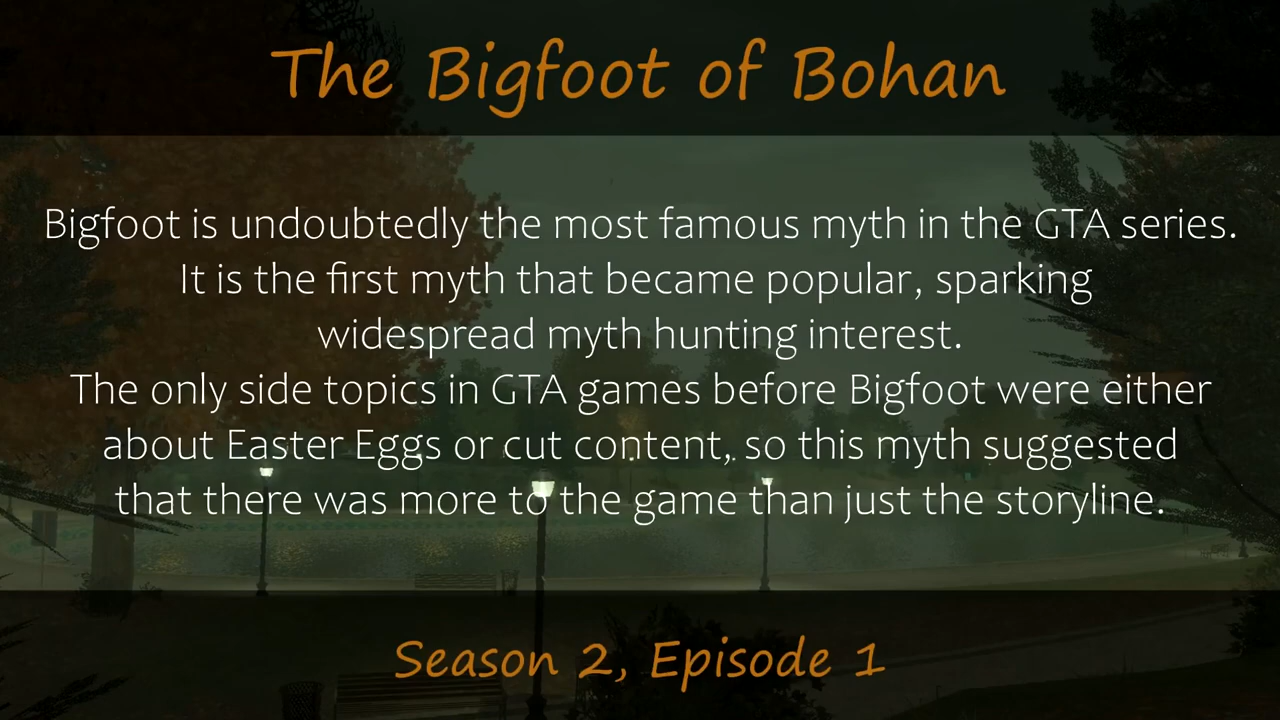 The Bigfoot of Bohan
Bigfoot is undoubtedly the most famous myth in the GTA series.
It is the first myth that became popular, sparking
widespread myth hunting interest.
The only side topics in GTA games before Bigfoot were either
about Easter Eggs or cut content, so this myth suggested
that there was more to the game than just the storyline.
Season 2, Episode 1